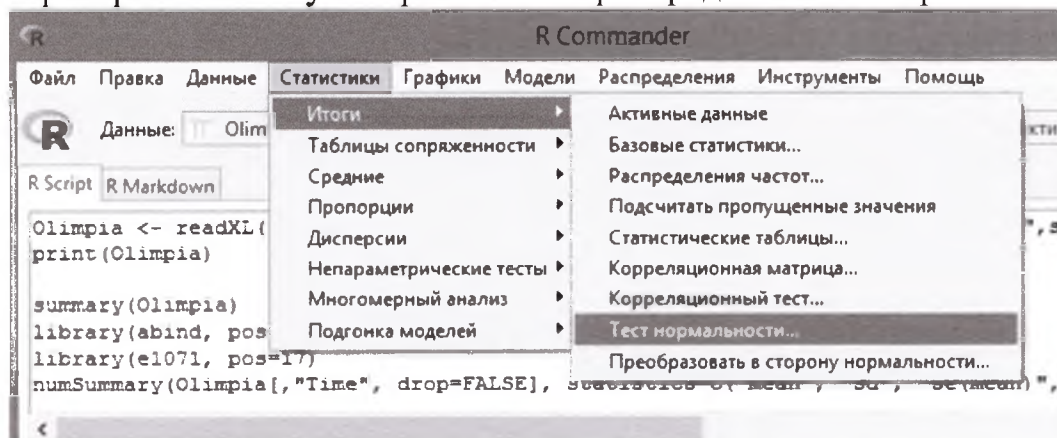 R Commander
Файл Правка Данные Статистики Графики Модели Распределения Инструменты Помощь
Данные: Olim
R Script R Markdown
Olimpia <- readXL(
print(Olimpia)
summary(Olimpia)
library(abind, pos
library(e1071, pos=17)
numSummary(Olimpia[,"Time", drop=FALSE],
Итоги
Таблицы сопряженности
Средние
Пропорции
Дисперсии
Непараметрические тесты
Многомерный анализ
Подгонка моделей
Активные данные
Базовые статистики...
Распределения частот...
Подсчитать пропущенные значения
Статистические таблицы...
Корреляционная матрица...
Корреляционный тест...
Тест нормальности...
Преобразовать в сторону нормальности...